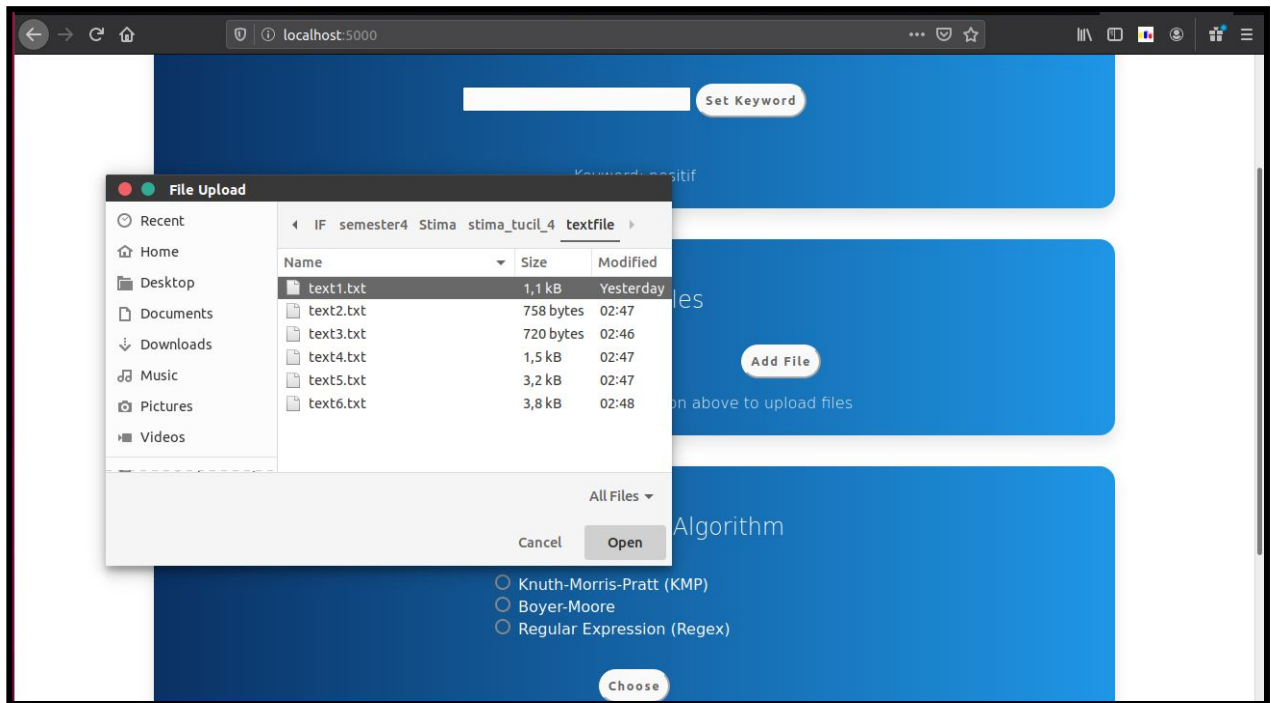 localhost:5000
Set Keyword
Keyword: positif
File Upload
Recent
Home
Desktop
Documents
Downloads
Music
Pictures
Videos
IF semester4 Stima stima_tucil_4 textfile
Name Size Modified
text1.txt 1,1 kB Yesterday
text2.txt 758 bytes 02:47
text3.txt 720 bytes 02:46
text4.txt 1,5 kB 02:47
text5.txt 3,2 kB 02:47
text6.txt 3,8 kB 02:48
All Files
Cancel Open
les
Add File
on above to upload files
Algorithm
Knuth-Morris-Pratt (KMP)
Boyer-Moore
Regular Expression (Regex)
Choose